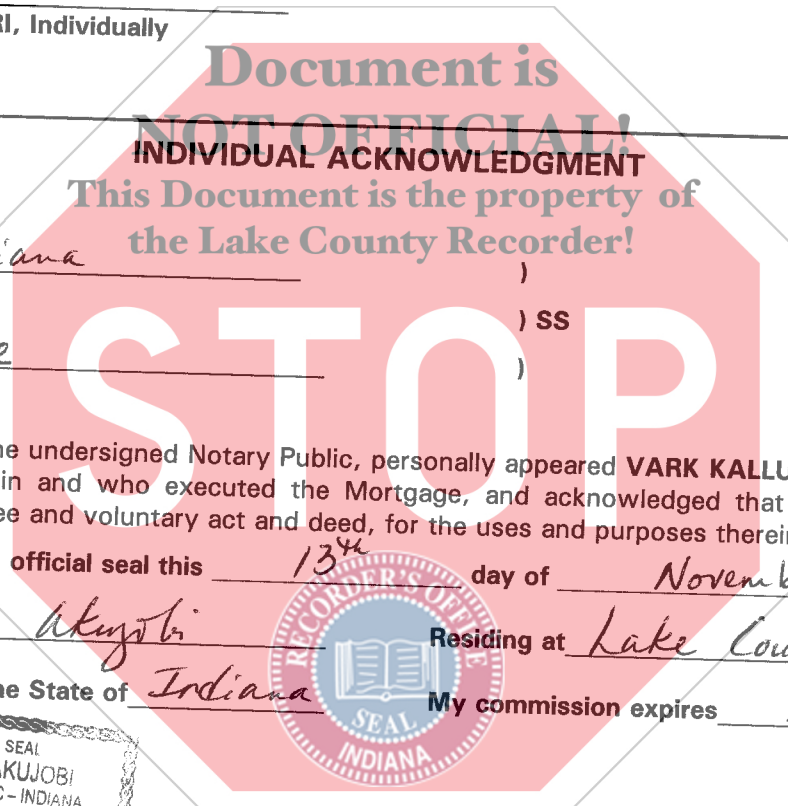 RI, Individually
Document is
NOT OFFICIAL!
INDIVIDUAL ACKNOWLEDGMENT
This Document is the property of
the Lake County Recorder!
iana )
) SS
)
STOP
he undersigned Notary Public, personally appeared VARK KALLU
in and who executed the Mortgage, and acknowledged that
ee and voluntary act and deed, for the uses and purposes therein
official seal this 13th day of Novemb
Akujobi Residing at Lake Cou
he State of Indiana My commission expires
RECORDER'S OFFICE
SEAL
INDIANA
SEAL
AKUJOBI
C – INDIANA